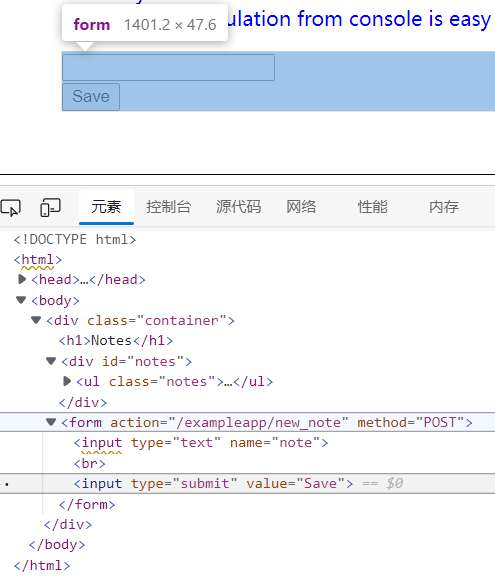 form 1401.2 × 47.6
ulation from console is easy
Save
元素 控制台 源代码 网络 性能 内存
<!DOCTYPE html>
<html>
<head>…</head>
<body>
<div class="container">
<h1>Notes</h1>
<div id="notes">
<ul class="notes">…</ul>
</div>
<form action="/exampleapp/new_note" method="POST">
<input type="text" name="note">
<br>
<input type="submit" value="Save"> == $0
</form>
</div>
</body>
</html>